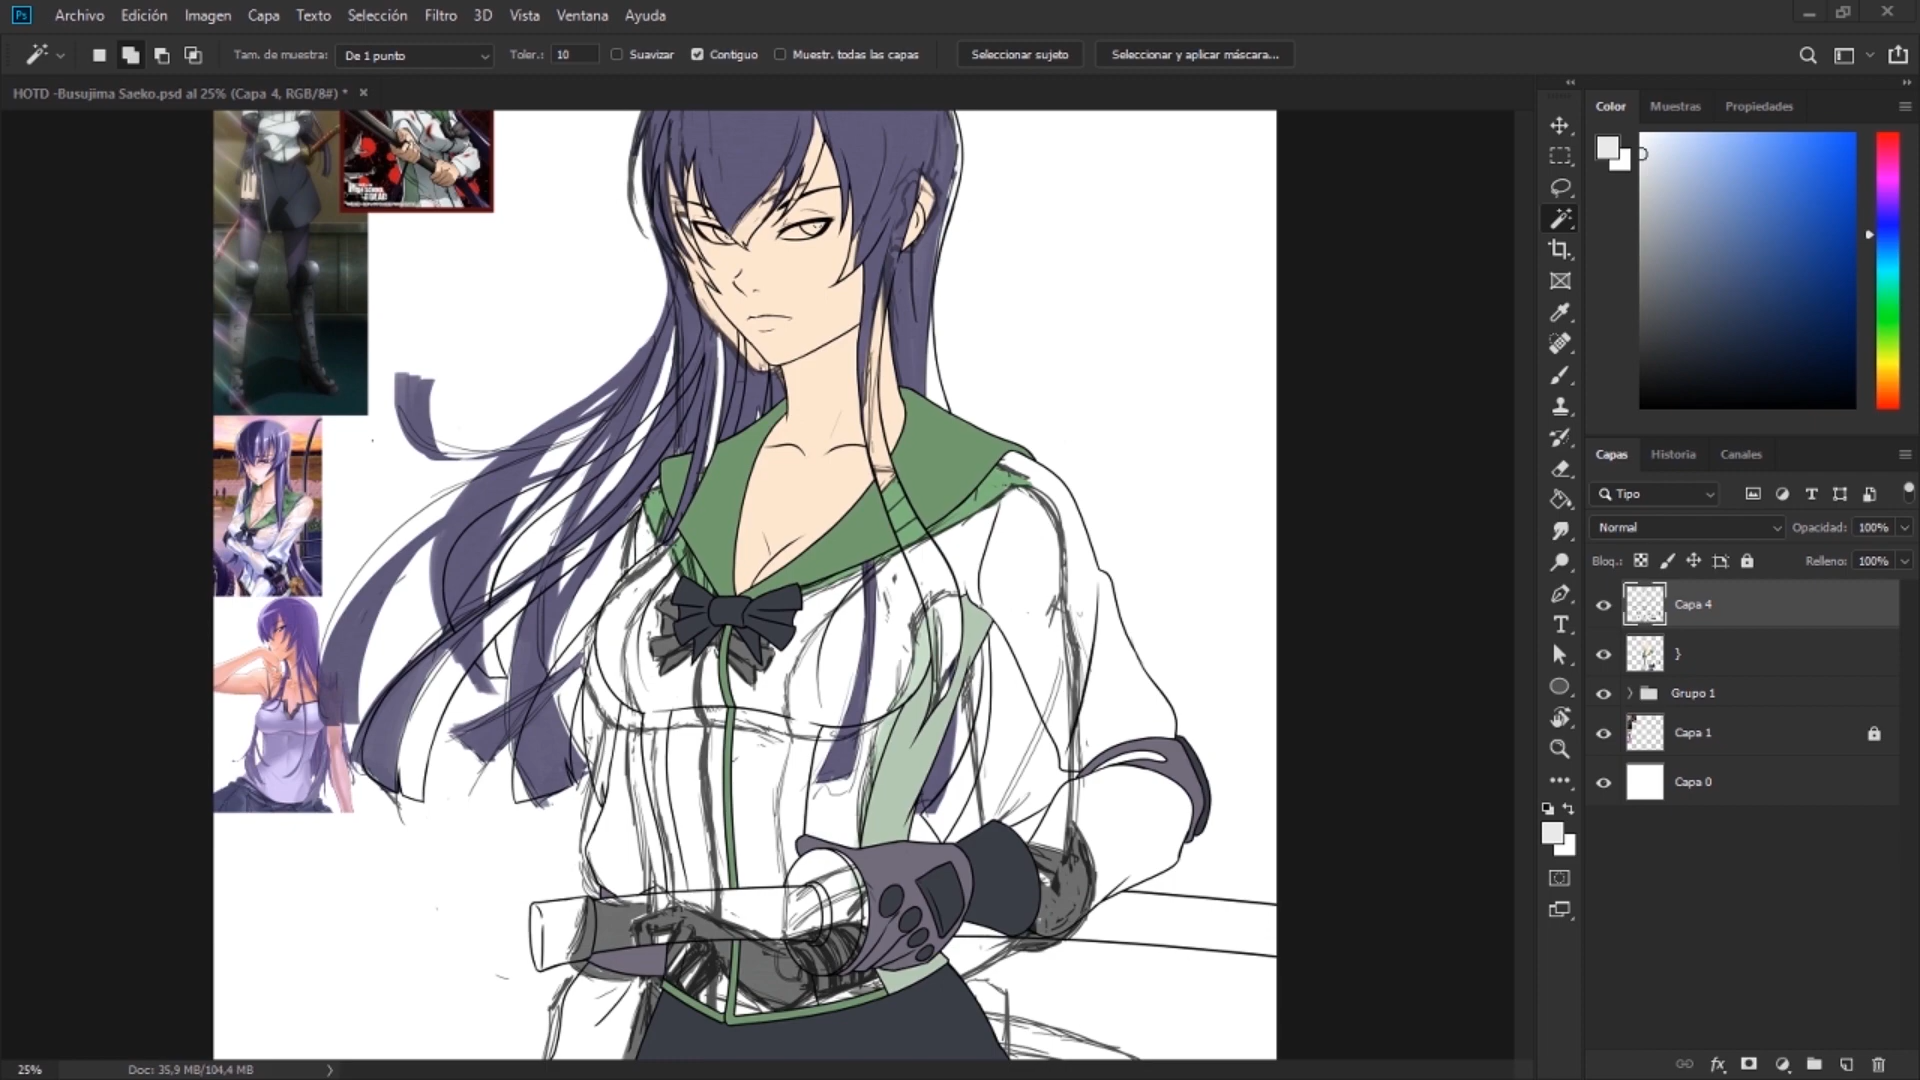 Ps Archivo Edición Imagen Capa Texto Selección Filtro 3D Vista Ventana Ayuda
Tam. de muestra: De 1 punto Toler.: 10 Suavizar Contiguo Muestr. todas las capas Seleccionar sujeto Seleccionar y aplicar máscara...
HOTD -Busujima Saeko.psd al 25% (Capa 4, RGB/8#) *
Color Muestras Propiedades
Capas Historia Canales
Tipo
Normal Opacidad: 100%
Bloq.: Relleno: 100%
Capa 4
}
Grupo 1
Capa 1
Capa 0
25% Doc: 35,9 MB/104,4 MB